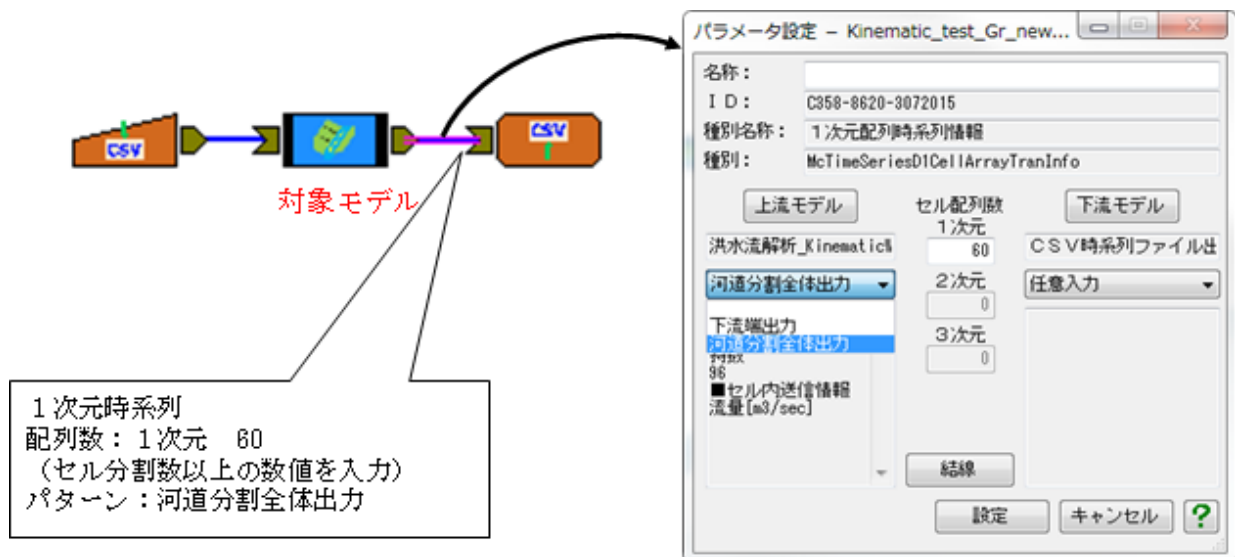 CSV
CSV
対象モデル
1次元時系列
配列数：1次元　60
（セル分割数以上の数値を入力）
パターン：河道分割全体出力
パラメータ設定 - Kinematic_test_Gr_new...
名称：
ＩＤ： C358-8620-3072015
種別名称： 1次元配列時系列情報
種別： McTimeSeriesD1CellArrayTranInfo
上流モデル セル配列数 下流モデル
1次元
洪水流解析_Kinematic 60 ＣＳＶ時系列ファイル出
河道分割全体出力 2次元 任意入力
0
下流端出力
河道分割全体出力 3次元
0
96
■セル内送信情報
流量[m3/sec]
結線
設定 キャンセル ?